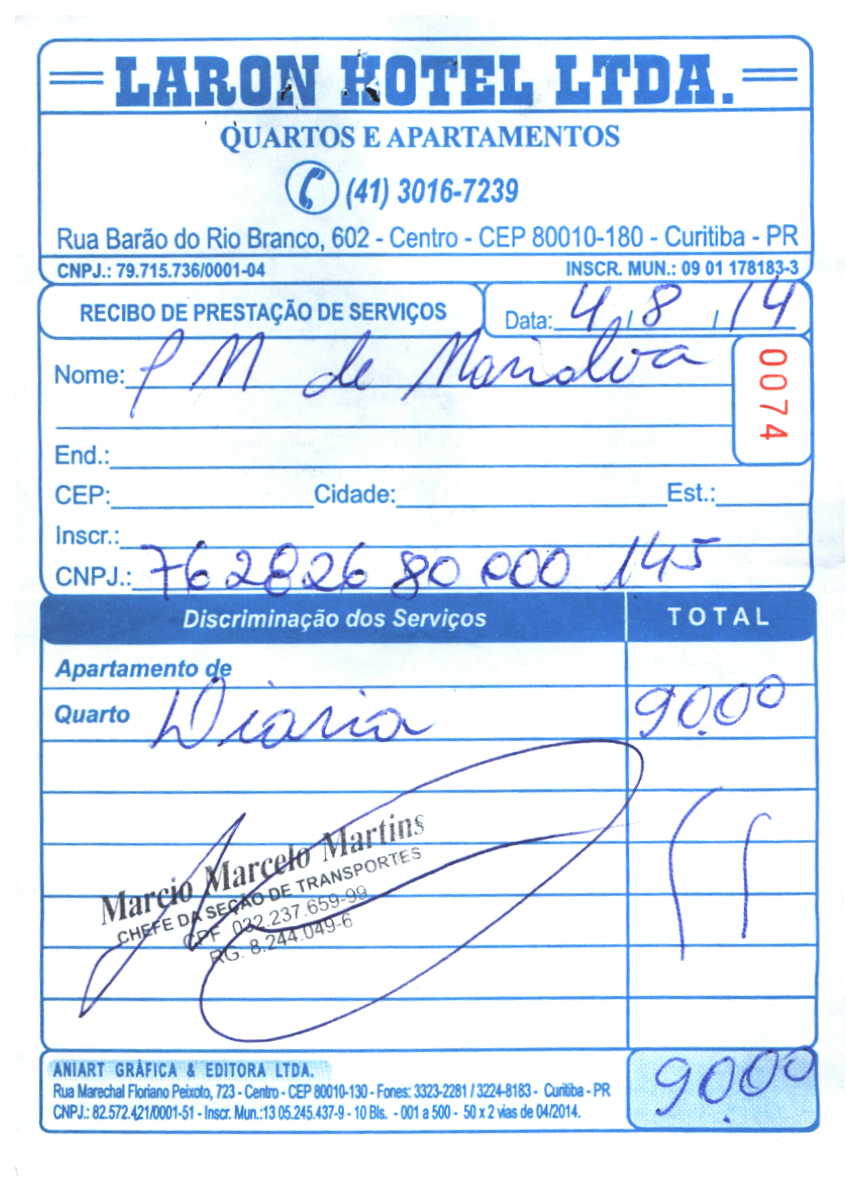 LARON HOTEL LTDA.
QUARTOS E APARTAMENTOS
(41) 3016-7239
Rua Barão do Rio Branco, 602 - Centro - CEP 80010-180 - Curitiba - PR
CNPJ.: 79.715.736/0001-04 INSCR. MUN.: 09 01 178183-3
RECIBO DE PRESTAÇÃO DE SERVIÇOS Data: 4/8/14
Nome: P M de Marialva
0074
End.:
CEP: Cidade: Est.:
Inscr.:
CNPJ.: 762826 80 000 145
Discriminação dos Serviços TOTAL
Apartamento de
Quarto Diaria 90.00
Marcio Marcelo Martins
CHEFE DA SEÇÃO DE TRANSPORTES
CPF 032.237.659-99
RG. 8.244.049-6
ANIART GRÁFICA & EDITORA LTDA.
Rua Marechal Floriano Peixoto, 723 - Centro - CEP 80010-130 - Fones: 3323-2281 / 3224-8183 - Curitiba - PR
CNPJ.: 82.572.421/0001-51 - Inscr. Mun.:13 05.245.437-9 - 10 Bls. - 001 a 500 - 50 x 2 vias de 04/2014.
90.00